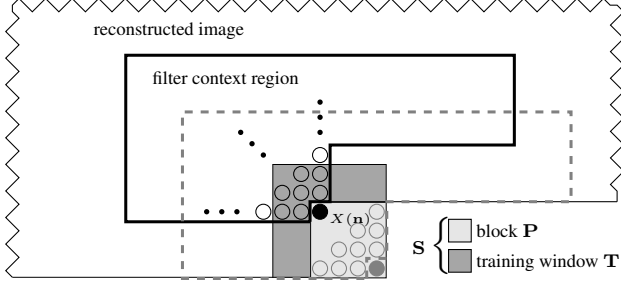 reconstructed image
filter context region
X(n)
S { block P
training window T